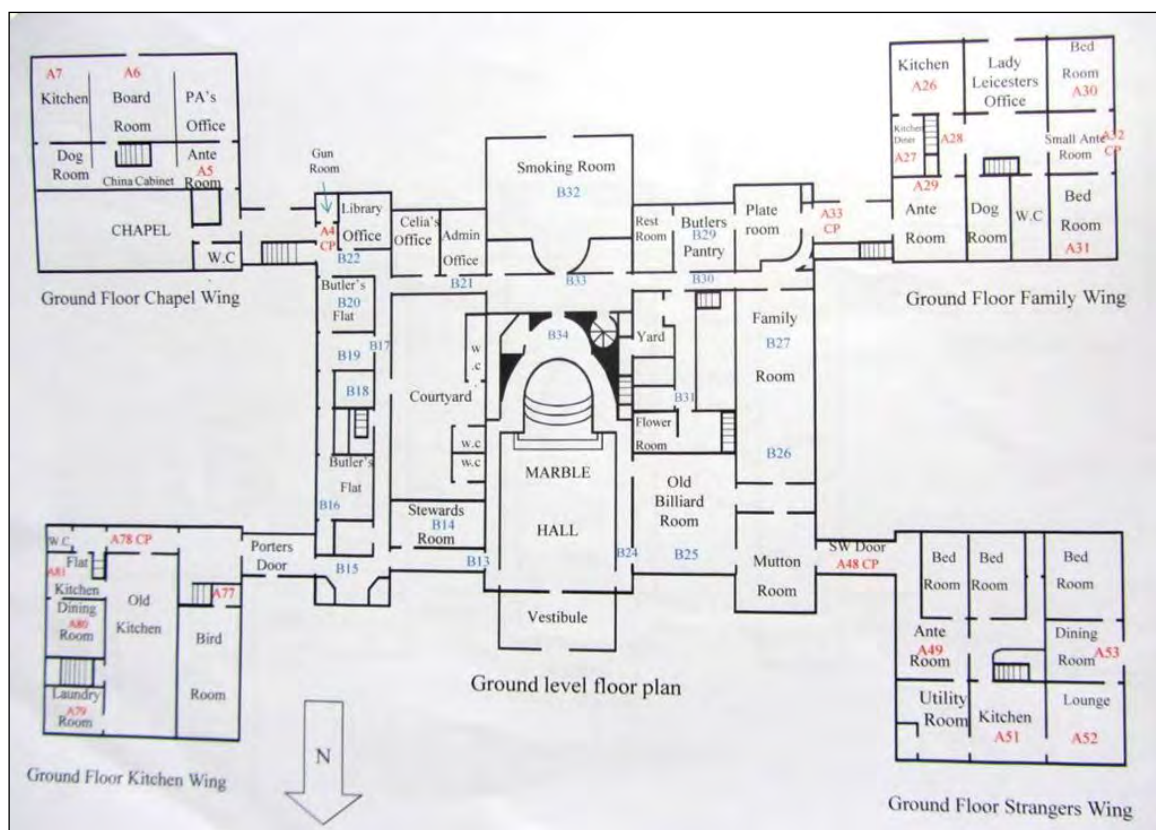 A7
A6
Kitchen
Board
Room
PA's
Office
Dog
Room
China Cabinet
Ante
A5
Room
CHAPEL
W.C
Ground Floor Chapel Wing
Gun
Room
A4
CP
Library
Office
B22
Celia's
Office
Admin
Office
B21
Smoking Room
B32
B33
Rest
Room
Butlers
B29
Pantry
B30
Plate
room
A33
CP
Kitchen
A26
Lady
Leicesters
Office
Bed
Room
A30
Kitchen
Diner
A27
A28
Small Ante
Room
A32
CP
A29
Ante
Room
Dog
Room
W.C
Bed
Room
A31
Ground Floor Family Wing
Butler's
B20
Flat
B17
B19
B18
Butler's
Flat
B16
Courtyard
W
.C
W.C
W.C
B34
Yard
B31
Flower
Room
Family
B27
Room
B26
MARBLE
HALL
Old
Billiard
Room
B25
B24
Stewards
B14
Room
B13
B15
Vestibule
Mutton
Room
SW Door
A48 CP
Ground level floor plan
W.C
A78 CP
Flat
A81
Kitchen
Dining
A80
Room
Old
Kitchen
A77
Bird
Room
Laundry
A79
Room
Porters
Door
Ground Floor Kitchen Wing
N
Bed
Room
Bed
Room
Bed
Room
Ante
A49
Room
Dining
Room
A53
Utility
Room
Kitchen
A51
Lounge
A52
Ground Floor Strangers Wing